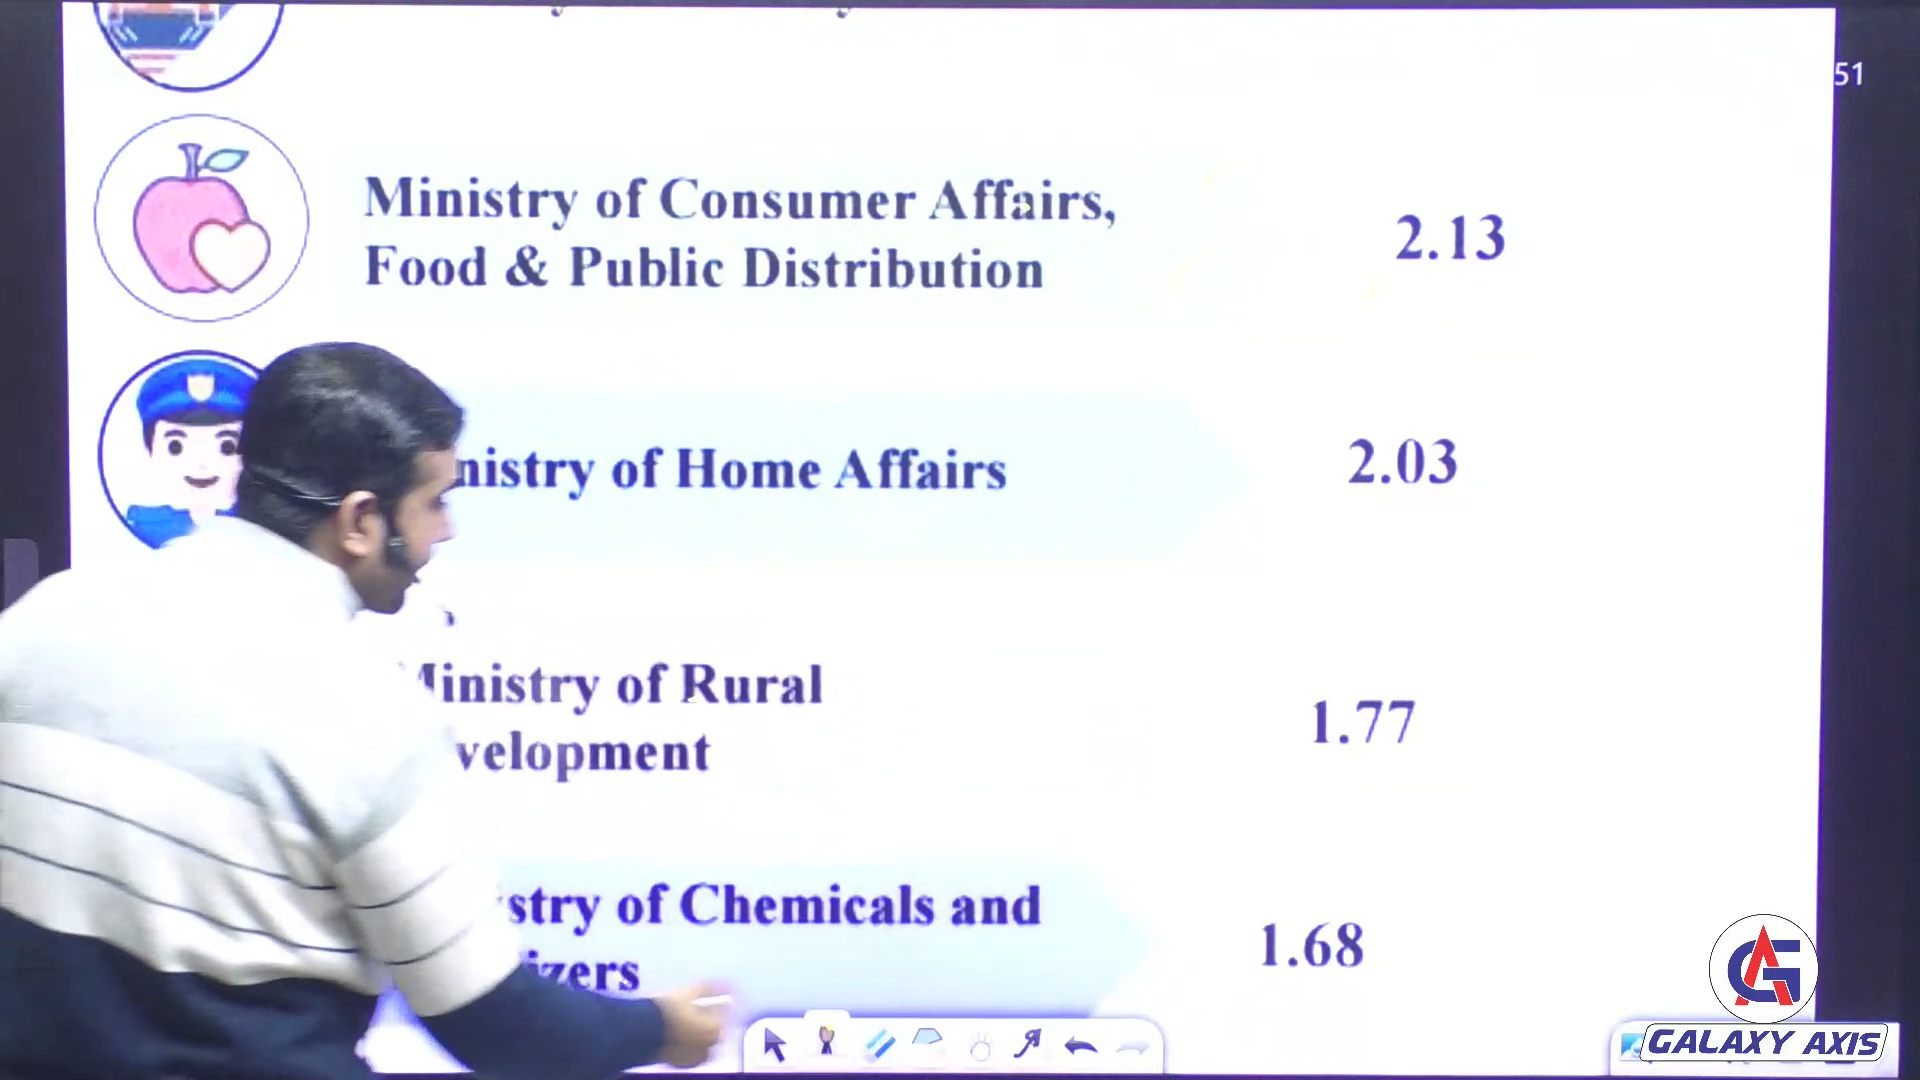 51
Ministry of Consumer Affairs,
Food & Public Distribution
2.13
nistry of Home Affairs
2.03
inistry of Rural
velopment
1.77
stry of Chemicals and
izers
1.68
GALAXY AXIS